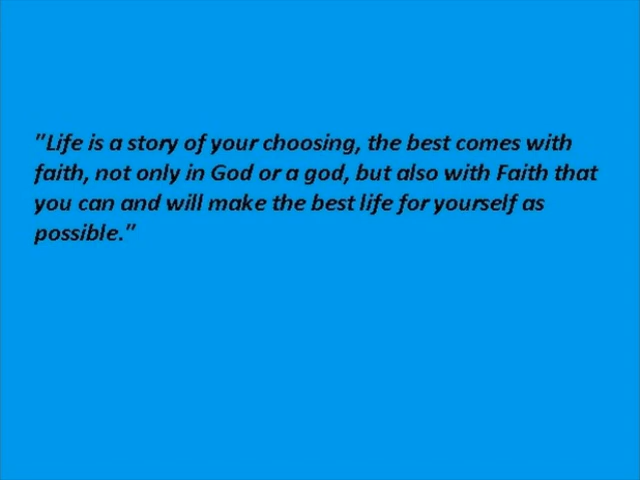 "Life is a story of your choosing, the best comes with
faith, not only in God or a god, but also with Faith that
you can and will make the best life for yourself as
possible."